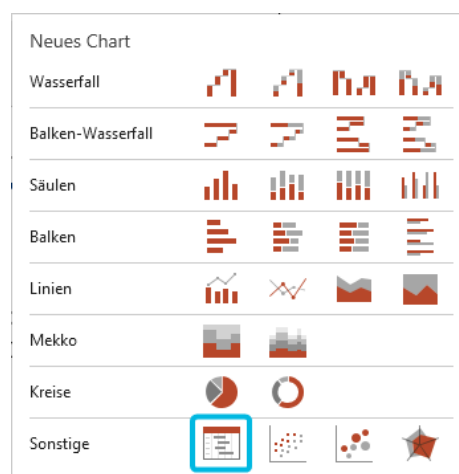 Neues Chart
Wasserfall
Balken-Wasserfall
Säulen
Balken
Linien
Mekko
Kreise
Sonstige